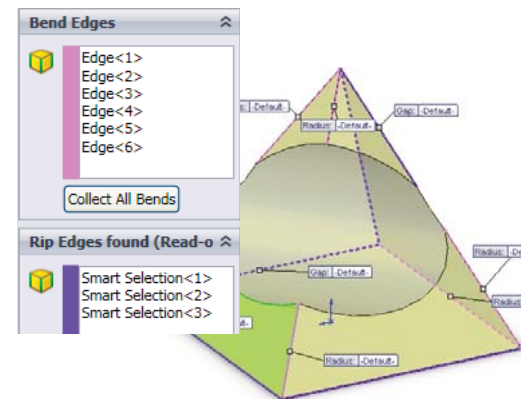 Bend Edges
Edge<1>
Edge<2>
Edge<3>
Edge<4>
Edge<5>
Edge<6>
Collect All Bends
Rip Edges found (Read-o
Smart Selection<1>
Smart Selection<2>
Smart Selection<3>
s: -Default-
Gap: -Default-
Radius: -Default-
Radius: -De
Gap: -Default-
Radius
lt-
Radius: -Default-